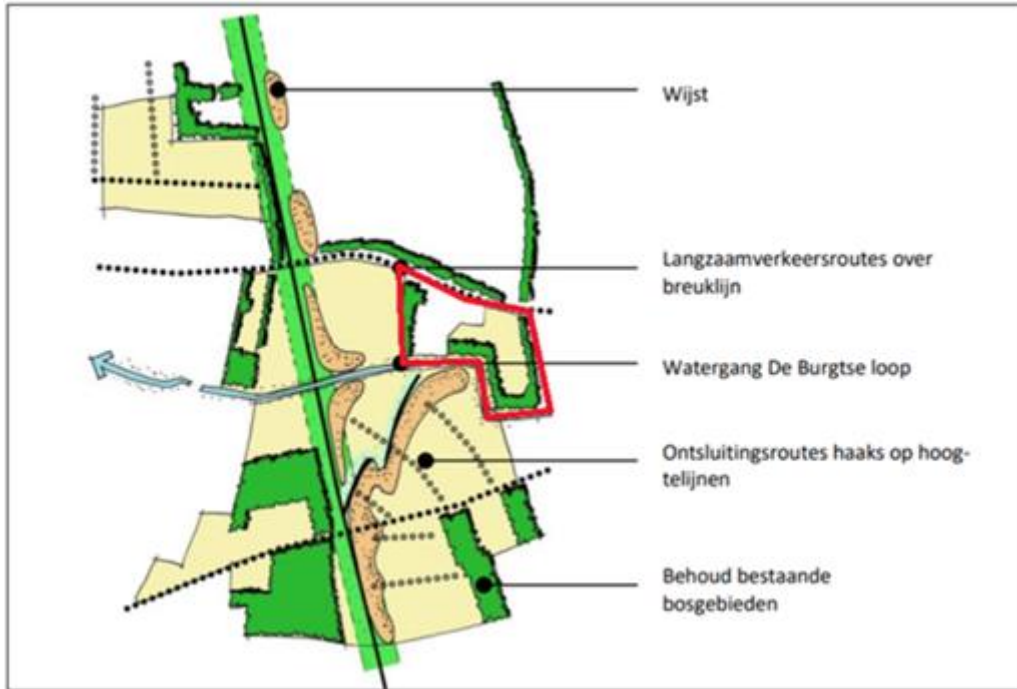 Wijst
Langzaamverkeersroutes over
breuklijn
Watergang De Burgtse loop
Ontsluitingsroutes haaks op hoog-
telijnen
Behoud bestaande
bosgebieden